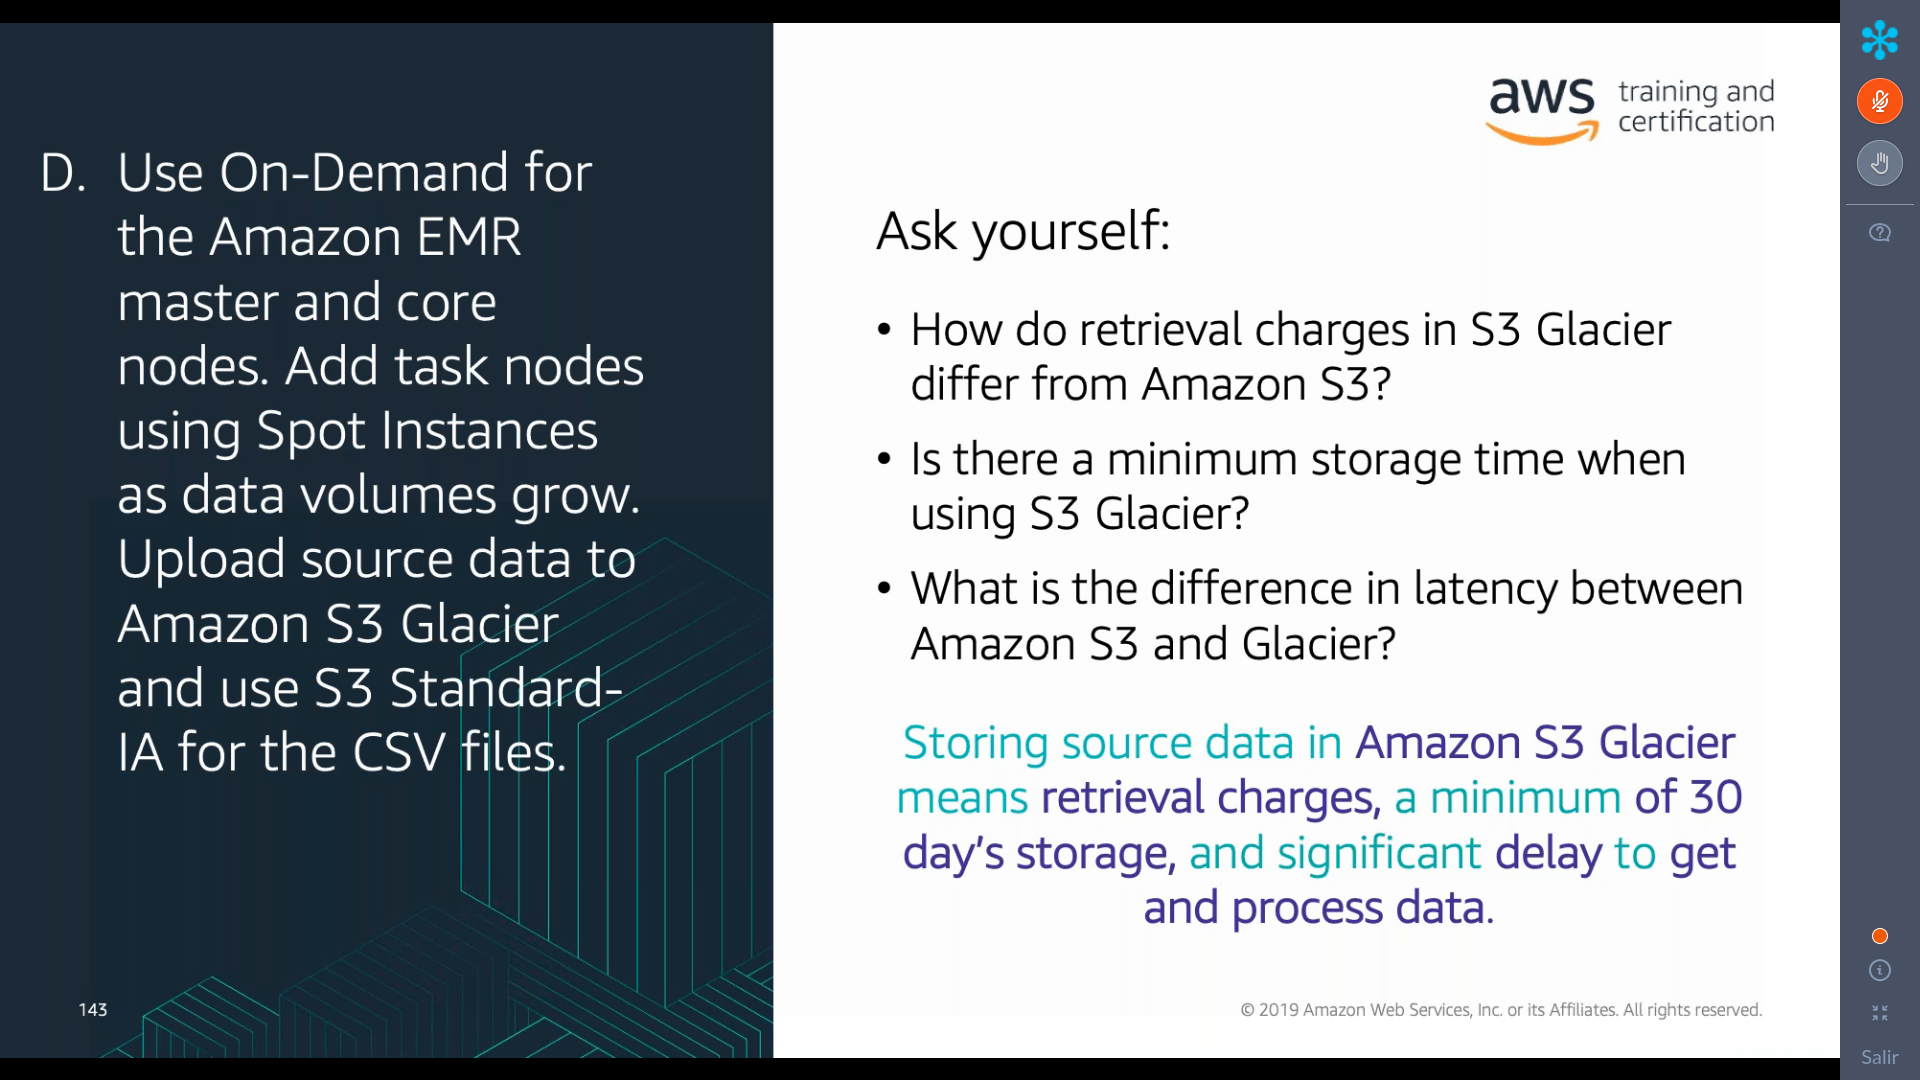 D. Use On-Demand for
the Amazon EMR
master and core
nodes. Add task nodes
using Spot Instances
as data volumes grow.
Upload source data to
Amazon S3 Glacier
and use S3 Standard-
IA for the CSV files.
143
aws training and
certification
Ask yourself:
• How do retrieval charges in S3 Glacier
differ from Amazon S3?
• Is there a minimum storage time when
using S3 Glacier?
• What is the difference in latency between
Amazon S3 and Glacier?
Storing source data in Amazon S3 Glacier
means retrieval charges, a minimum of 30
day’s storage, and significant delay to get
and process data.
© 2019 Amazon Web Services, Inc. or its Affiliates. All rights reserved.
Salir